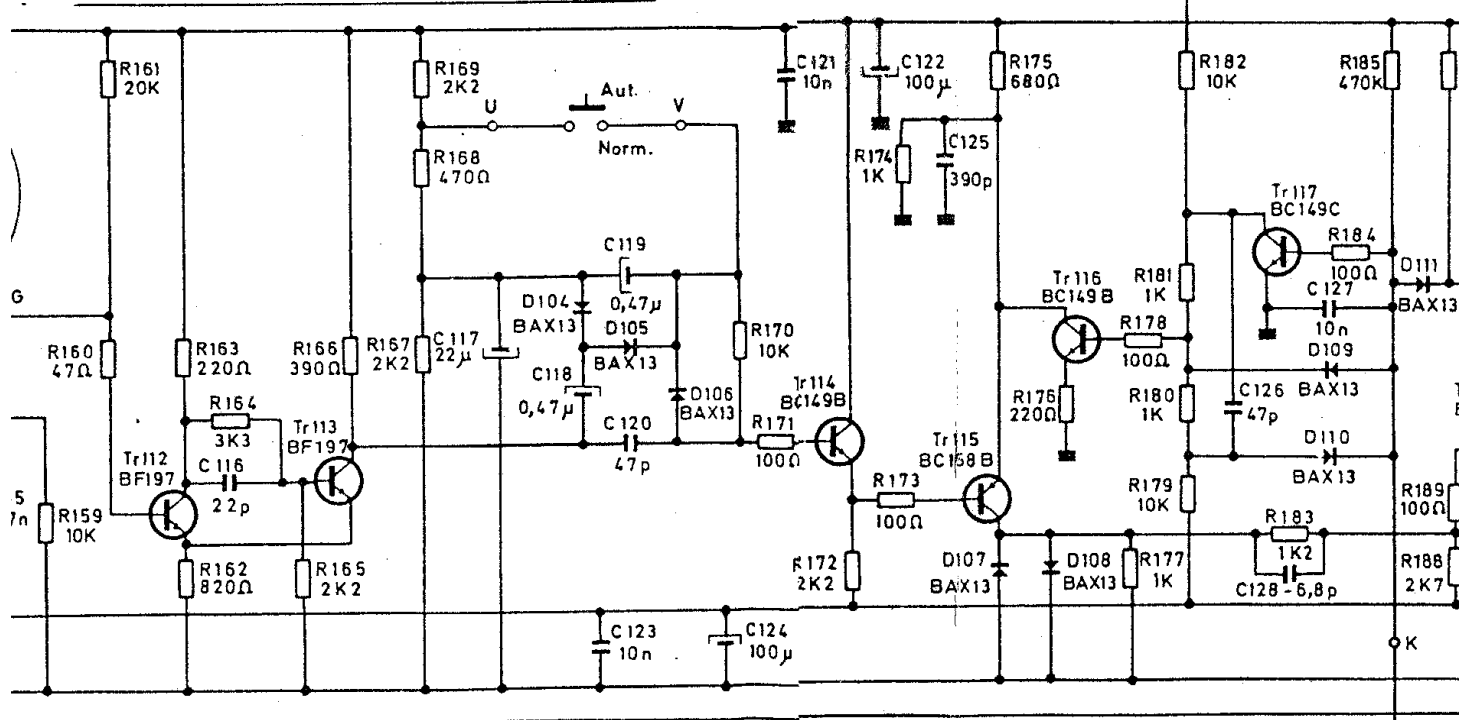 R161
20K
R169
2K2
U
Aut.
V
Norm.
R168
470Ω
C121
10n
C122
100µ
R175
680Ω
R182
10K
R185
470K
R174
1K
C125
390p
Tr117
BC149C
R184
100Ω
G
C119
0,47µ
D104
BAX13
D105
BAX13
Tr116
BC149B
R181
1K
C127
10n
D111
BAX13
R160
47Ω
R163
220Ω
R166
390Ω
R167
2K2
C117
22µ
R170
10K
R178
100Ω
D109
BAX13
C118
0,47µ
D106
BAX13
Tr114
BC149B
R176
220Ω
R180
1K
C126
47p
R164
3K3
Tr113
BF197
C120
47p
R171
100Ω
Tr115
BC158B
D110
BAX13
Tr112
BF197
C116
22p
R173
100Ω
R179
10K
R189
100Ω
5
7n
R159
10K
R183
1K2
R162
820Ω
R165
2K2
R172
2K2
D107
BAX13
D108
BAX13
R177
1K
C128-6,8p
R188
2K7
C123
10n
C124
100µ
K